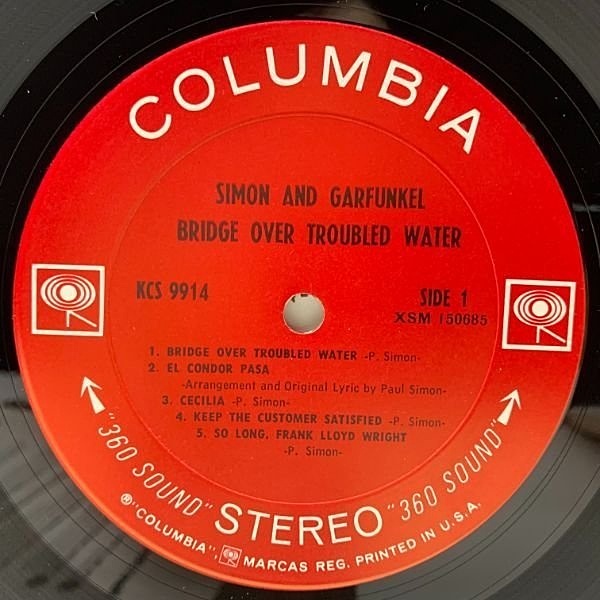 COLUMBIA
SIMON AND GARFUNKEL
BRIDGE OVER TROUBLED WATER
KCS 9914
SIDE 1
XSM 150685
1. BRIDGE OVER TROUBLED WATER -P. Simon-
2. EL CONDOR PASA
-Arrangement and Original Lyric by Paul Simon-
3. CECILIA -P. Simon-
4. KEEP THE CUSTOMER SATISFIED -P. Simon-
5. SO LONG, FRANK LLOYD WRIGHT
-P. Simon-
"360 SOUND" STEREO "360 SOUND"
®"COLUMBIA", MARCAS REG. PRINTED IN U.S.A.